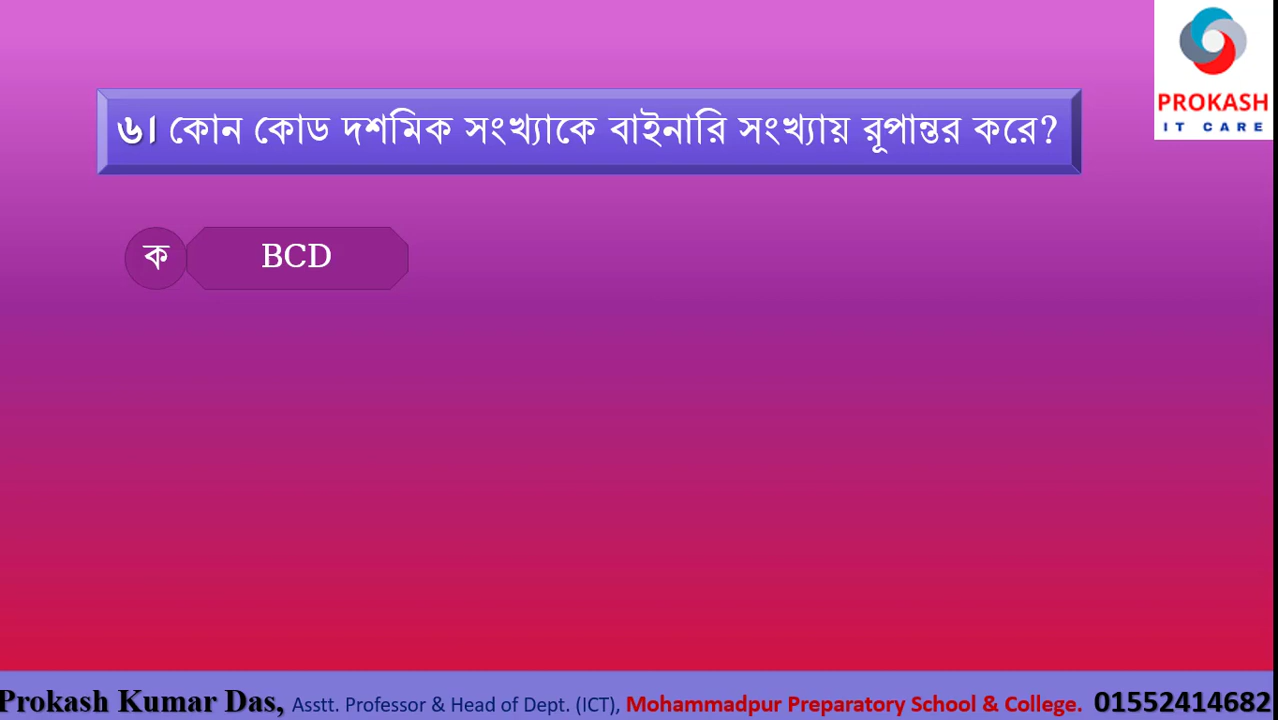 PROKASH
IT CARE
৬। কোন কোড দশমিক সংখ্যাকে বাইনারি সংখ্যায় রূপান্তর করে?
ক BCD
Prokash Kumar Das, Asstt. Professor & Head of Dept. (ICT), Mohammadpur Preparatory School & College. 01552414682